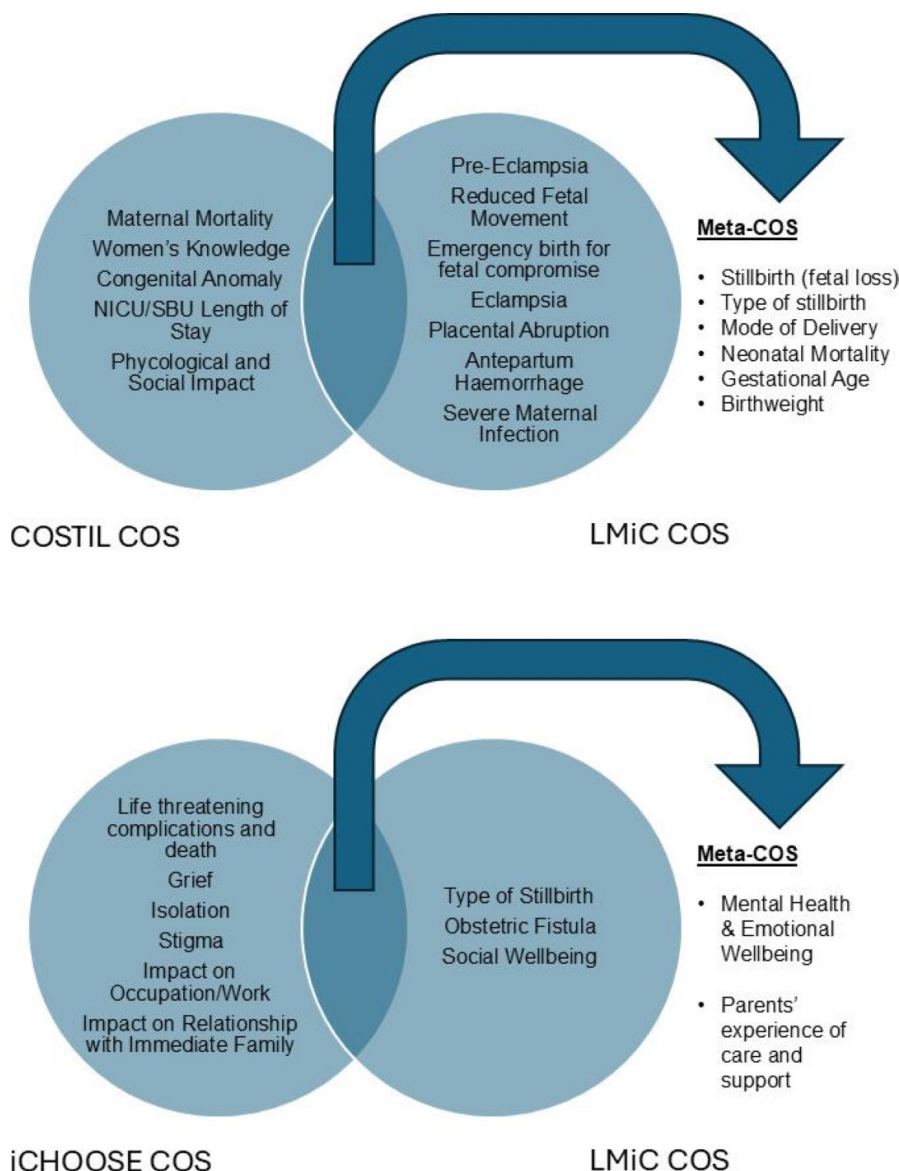 Maternal Mortality
Women's Knowledge
Congenital Anomaly
NICU/SBU Length of
Stay
Phycological and
Social Impact
Pre-Eclampsia
Reduced Fetal
Movement
Emergency birth for
fetal compromise
Eclampsia
Placental Abruption
Antepartum
Haemorrhage
Severe Maternal
Infection
Meta-COS
• Stillbirth (fetal loss)
• Type of stillbirth
• Mode of Delivery
• Neonatal Mortality
• Gestational Age
• Birthweight
COSTIL COS
LMiC COS
Life threatening
complications and
death
Grief
Isolation
Stigma
Impact on
Occupation/Work
Impact on Relationship
with Immediate Family
Type of Stillbirth
Obstetric Fistula
Social Wellbeing
Meta-COS
• Mental Health
& Emotional
Wellbeing
• Parents'
experience of
care and
support
iCHOOSE COS
LMiC COS